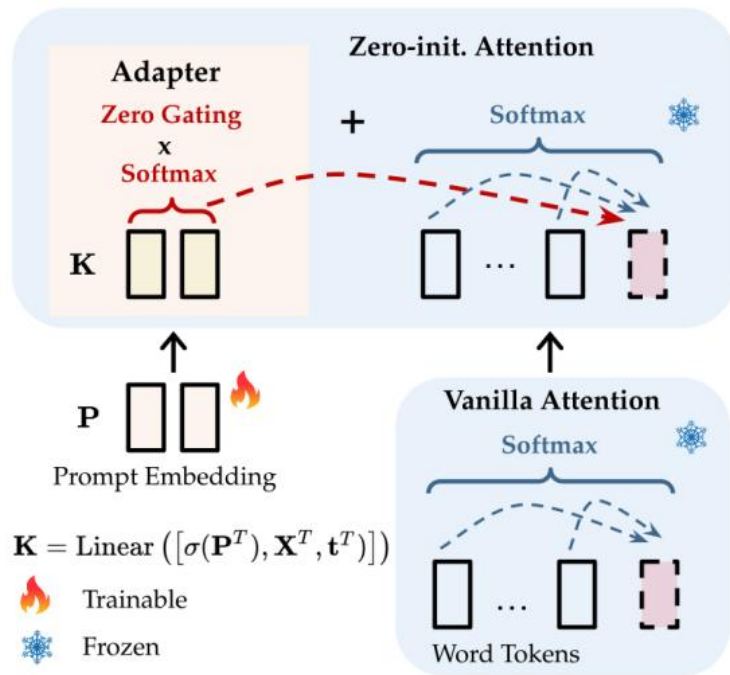 Zero-init. Attention
Adapter
Zero Gating
x
Softmax
+
Softmax
K
...
P
Prompt Embedding
K = Linear ([σ(P^T), X^T, t^T)])
Trainable
Frozen
Vanilla Attention
Softmax
...
Word Tokens